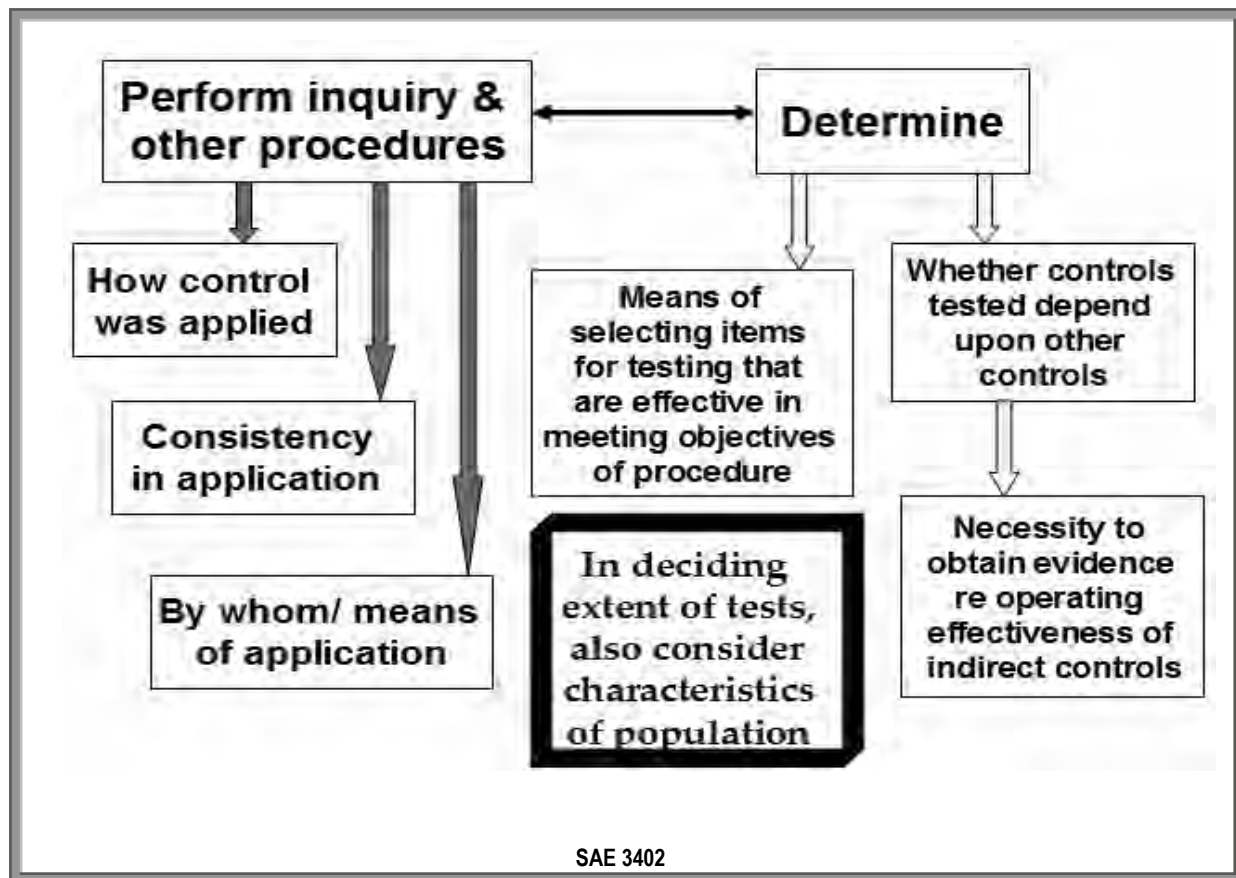 Perform inquiry &
other procedures
Determine
How control
was applied
Consistency
in application
By whom/ means
of application
Means of
selecting items
for testing that
are effective in
meeting objectives
of procedure
In deciding
extent of tests,
also consider
characteristics
of population
Whether controls
tested depend
upon other
controls
Necessity to
obtain evidence
re operating
effectiveness of
indirect controls
SAE 3402